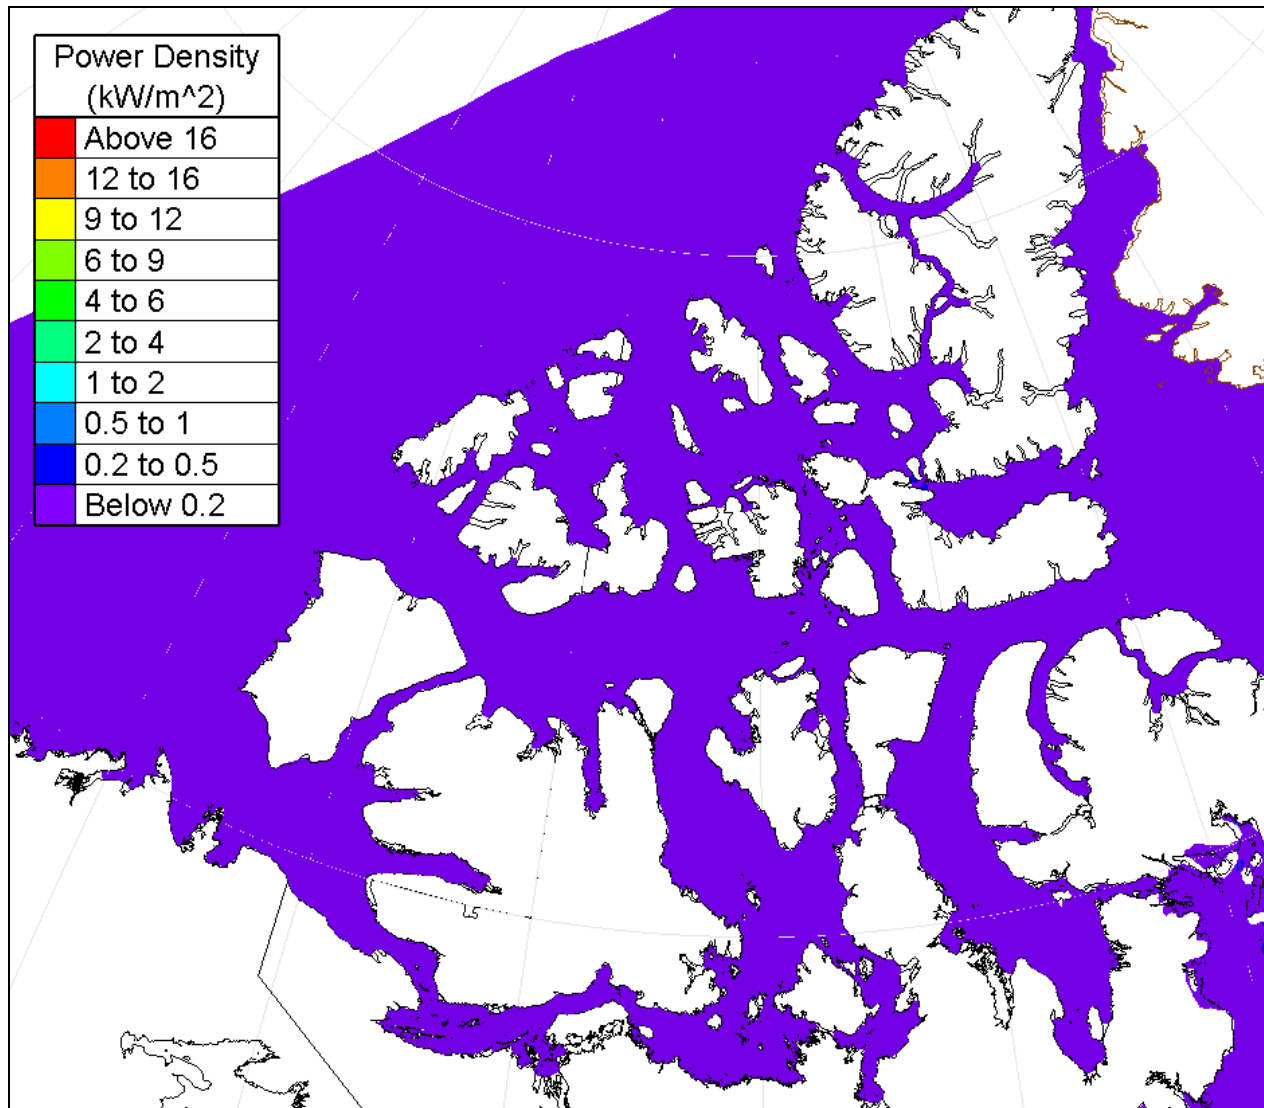 Power Density
(kW/m^2)
Above 16
12 to 16
9 to 12
6 to 9
4 to 6
2 to 4
1 to 2
0.5 to 1
0.2 to 0.5
Below 0.2